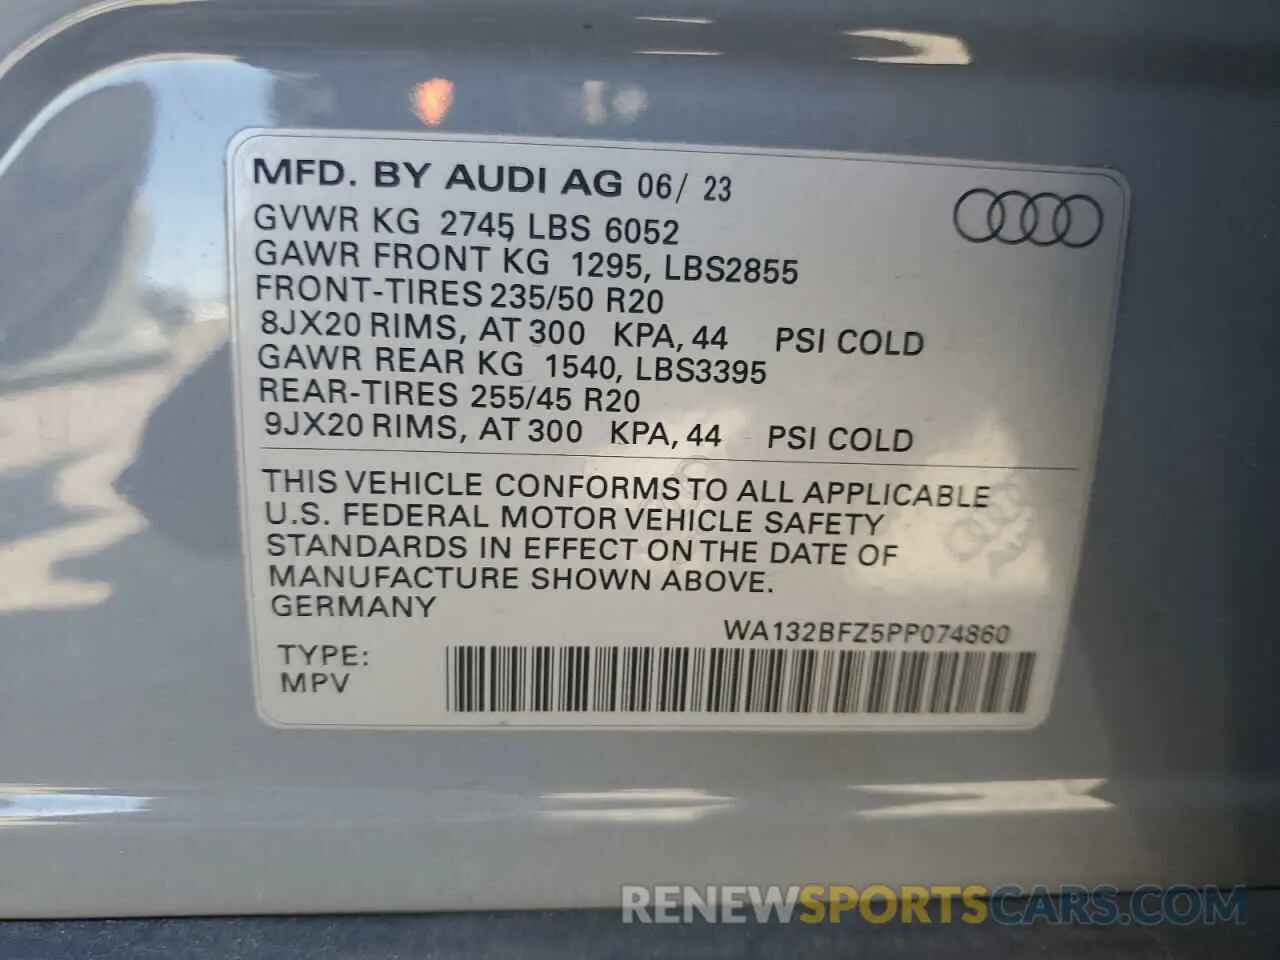 MFD. BY AUDI AG 06/ 23
GVWR KG 2745 LBS 6052
GAWR FRONT KG 1295, LBS2855
FRONT-TIRES 235/50 R20
8JX20 RIMS, AT 300 KPA, 44 PSI COLD
GAWR REAR KG 1540, LBS3395
REAR-TIRES 255/45 R20
9JX20 RIMS, AT 300 KPA, 44 PSI COLD
THIS VEHICLE CONFORMS TO ALL APPLICABLE
U.S. FEDERAL MOTOR VEHICLE SAFETY
STANDARDS IN EFFECT ON THE DATE OF
MANUFACTURE SHOWN ABOVE.
GERMANY
WA132BFZ5PP074860
TYPE:
MPV
RENEWSPORTSCARS.COM